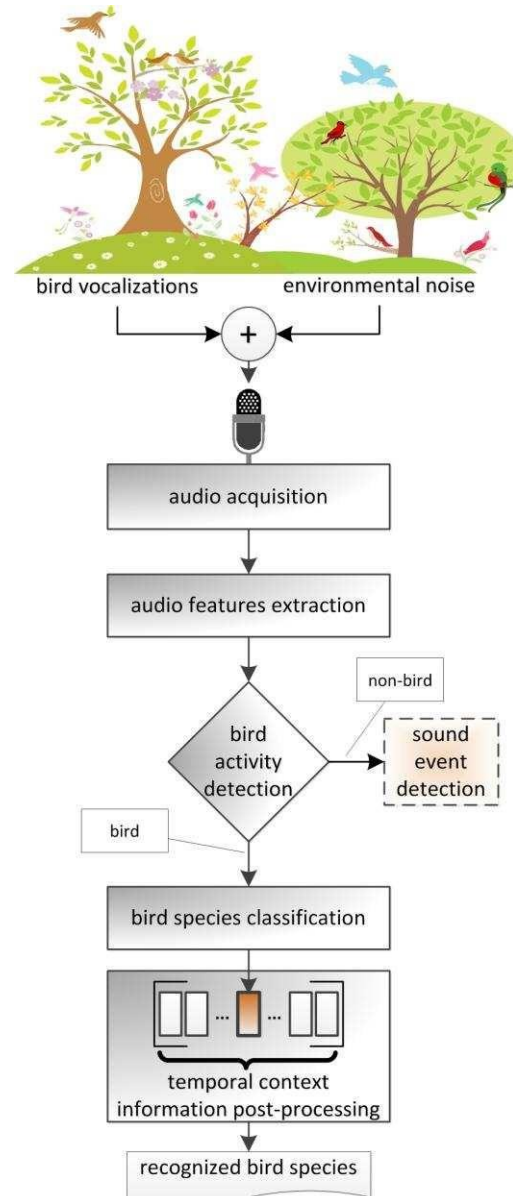 bird vocalizations
environmental noise
+
audio acquisition
audio features extraction
non-bird
bird
activity
detection
sound
event
detection
bird
bird species classification
... ...
temporal context
information post-processing
recognized bird species